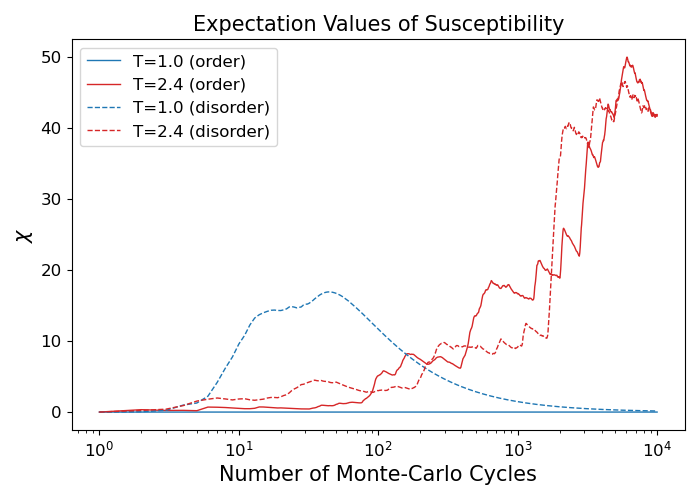 Expectation Values of Susceptibility
T=1.0 (order)
T=2.4 (order)
T=1.0 (disorder)
T=2.4 (disorder)
50
40
30
20
10
0
χ
10⁰
10¹
10²
10³
10⁴
Number of Monte-Carlo Cycles